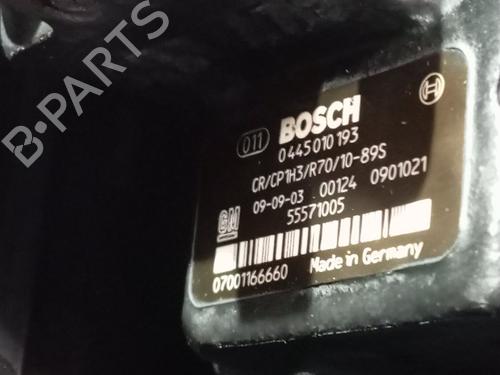 B-PARTS
011 BOSCH
0 445 010 193
CR/CP1H3/R70/10-89S
09-09-03 00124 0901021
GM 55571005
07001166660 Made in Germany